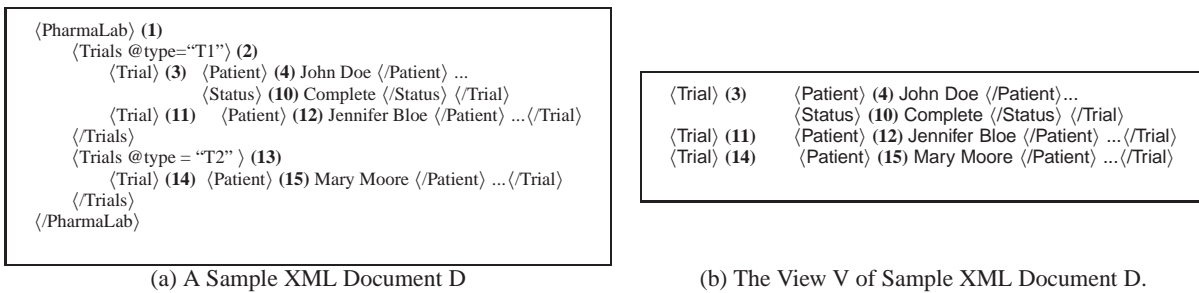 ⟨PharmaLab⟩ (1)
⟨Trials @type=“T1”⟩ (2)
⟨Trial⟩ (3) ⟨Patient⟩ (4) John Doe ⟨/Patient⟩ ...
⟨Status⟩ (10) Complete ⟨/Status⟩ ⟨/Trial⟩
⟨Trial⟩ (11) ⟨Patient⟩ (12) Jennifer Bloe ⟨/Patient⟩ ...⟨/Trial⟩
⟨/Trials⟩
⟨Trials @type = “T2” ⟩ (13)
⟨Trial⟩ (14) ⟨Patient⟩ (15) Mary Moore ⟨/Patient⟩ ...⟨/Trial⟩
⟨/Trials⟩
⟨/PharmaLab⟩
(a) A Sample XML Document D
⟨Trial⟩ (3) ⟨Patient⟩ (4) John Doe ⟨/Patient⟩...
⟨Status⟩ (10) Complete ⟨/Status⟩ ⟨/Trial⟩
⟨Trial⟩ (11) ⟨Patient⟩ (12) Jennifer Bloe ⟨/Patient⟩ ...⟨/Trial⟩
⟨Trial⟩ (14) ⟨Patient⟩ (15) Mary Moore ⟨/Patient⟩ ...⟨/Trial⟩
(b) The View V of Sample XML Document D.